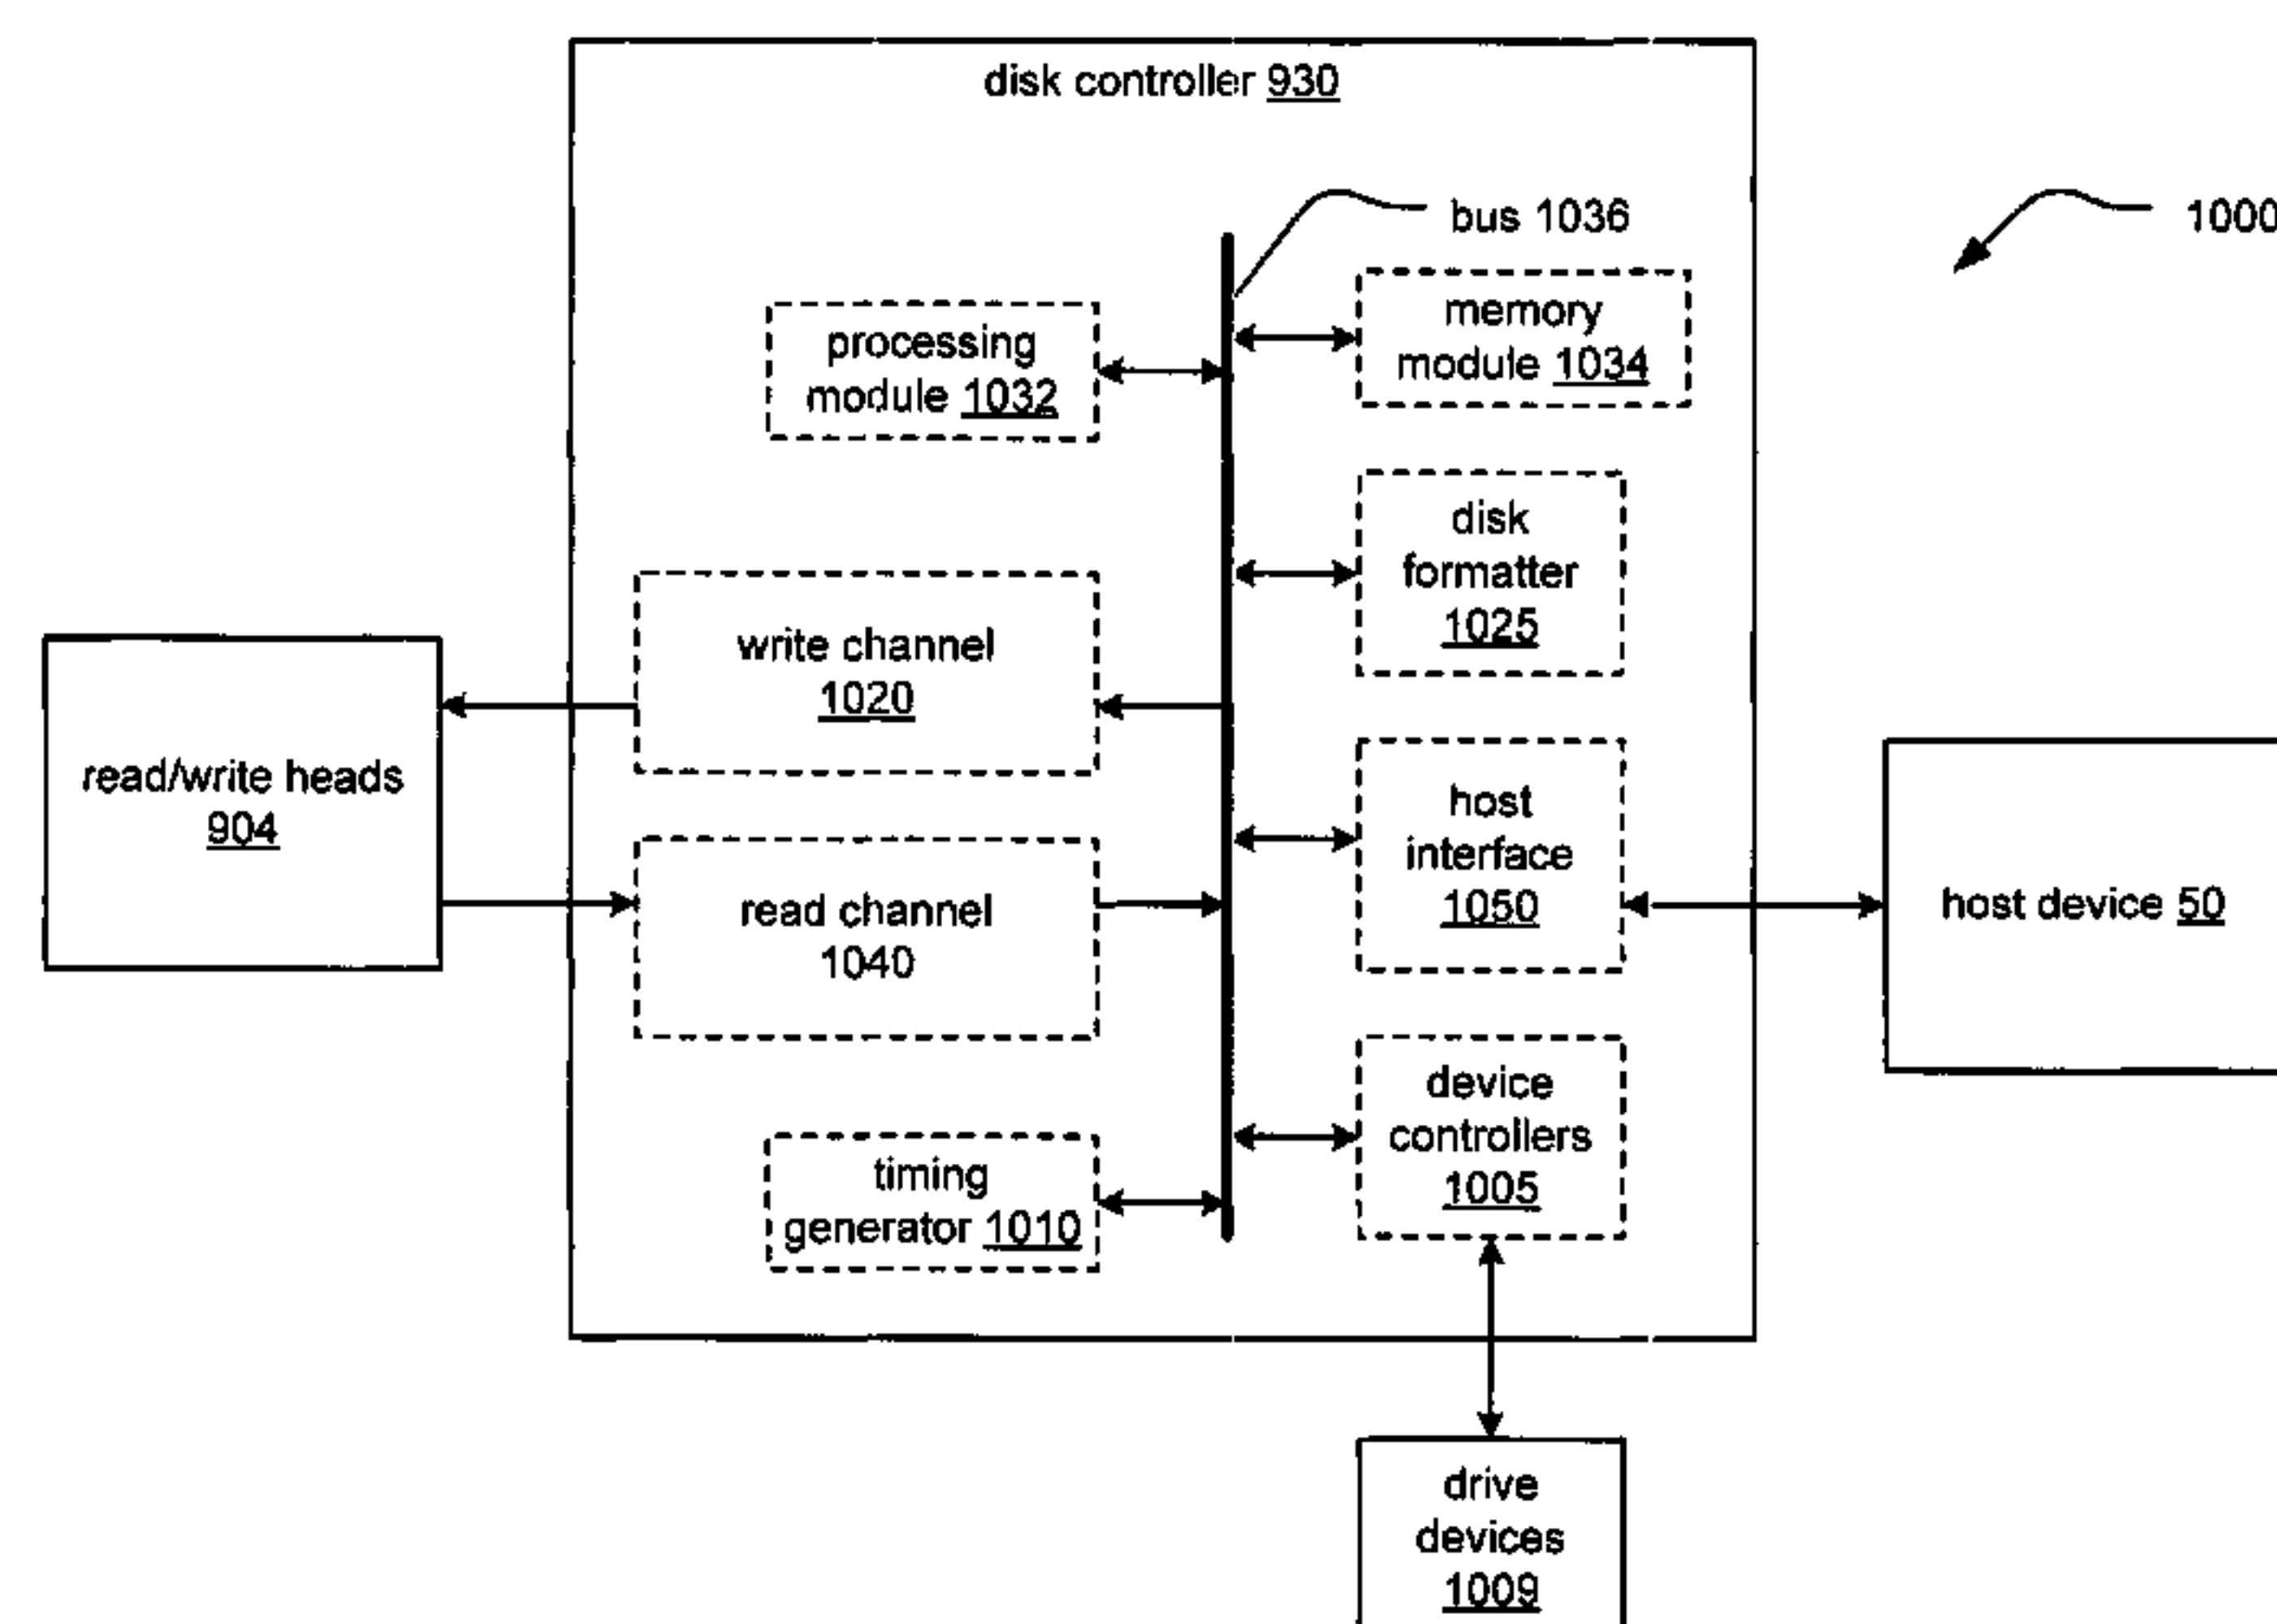 disk controller 930
bus 1036
1000
memory
module 1034
processing
module 1032
disk
formatter
1025
write channel
1020
read/write heads
904
host
interface
1050
host device 50
read channel
1040
device
controllers
1005
timing
generator 1010
drive
devices
1009